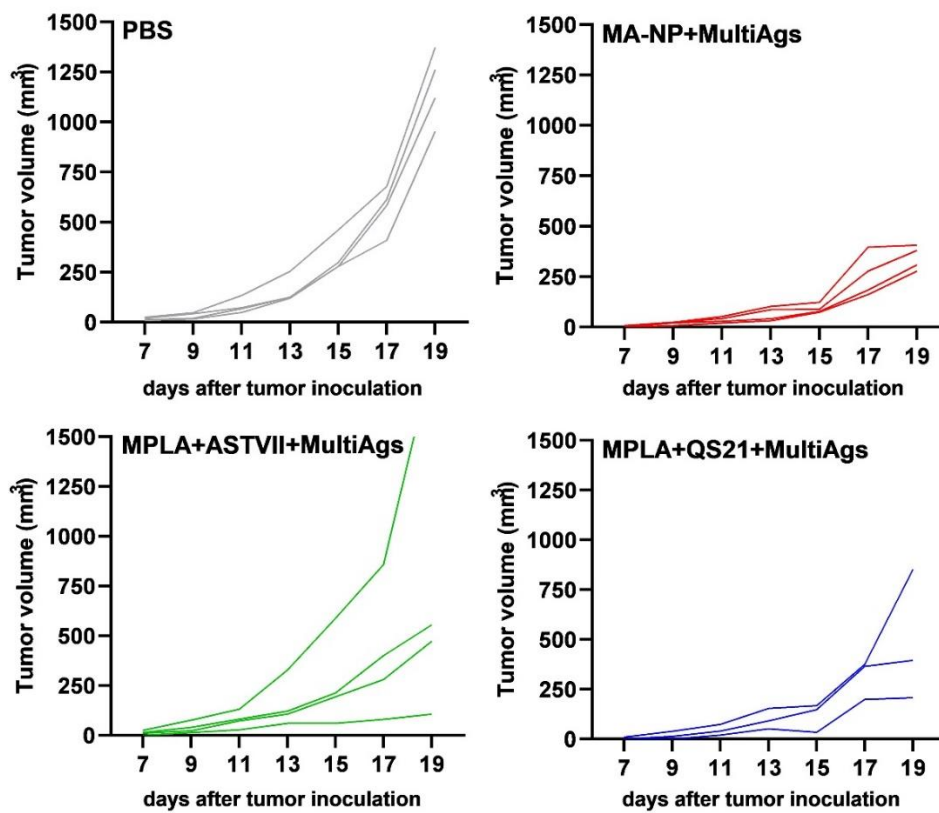 PBS
1500
1250
1000
750
500
250
0
Tumor volume (mm³)
7 9 11 13 15 17 19
days after tumor inoculation
MA-NP+MultiAgs
1500
1250
1000
750
500
250
0
Tumor volume (mm³)
7 9 11 13 15 17 19
days after tumor inoculation
MPLA+ASTVII+MultiAgs
1500
1250
1000
750
500
250
0
Tumor volume (mm³)
7 9 11 13 15 17 19
days after tumor inoculation
MPLA+QS21+MultiAgs
1500
1250
1000
750
500
250
0
Tumor volume (mm³)
7 9 11 13 15 17 19
days after tumor inoculation